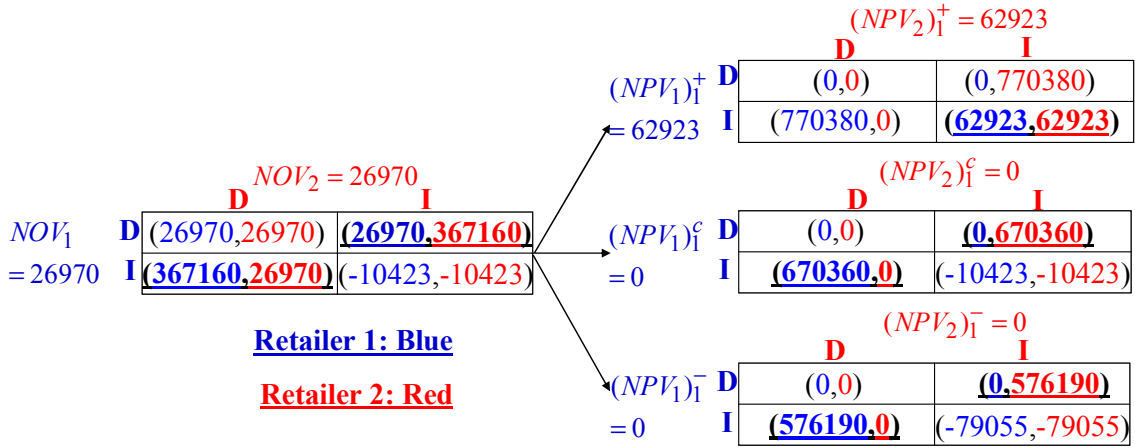 (NPV₂)₁⁺ = 62923
D I
(NPV₁)₁⁺ = 62923
D (0,0) (0,770380)
I (770380,0) (62923,62923)
NOV₂ = 26970
D I
NOV₁ = 26970
D (26970,26970) (26970,367160)
I (367160,26970) (-10423,-10423)
(NPV₂)₁ᶜ = 0
D I
(NPV₁)₁ᶜ = 0
D (0,0) (0,670360)
I (670360,0) (-10423,-10423)
Retailer 1: Blue
Retailer 2: Red
(NPV₂)₁⁻ = 0
D I
(NPV₁)₁⁻ = 0
D (0,0) (0,576190)
I (576190,0) (-79055,-79055)